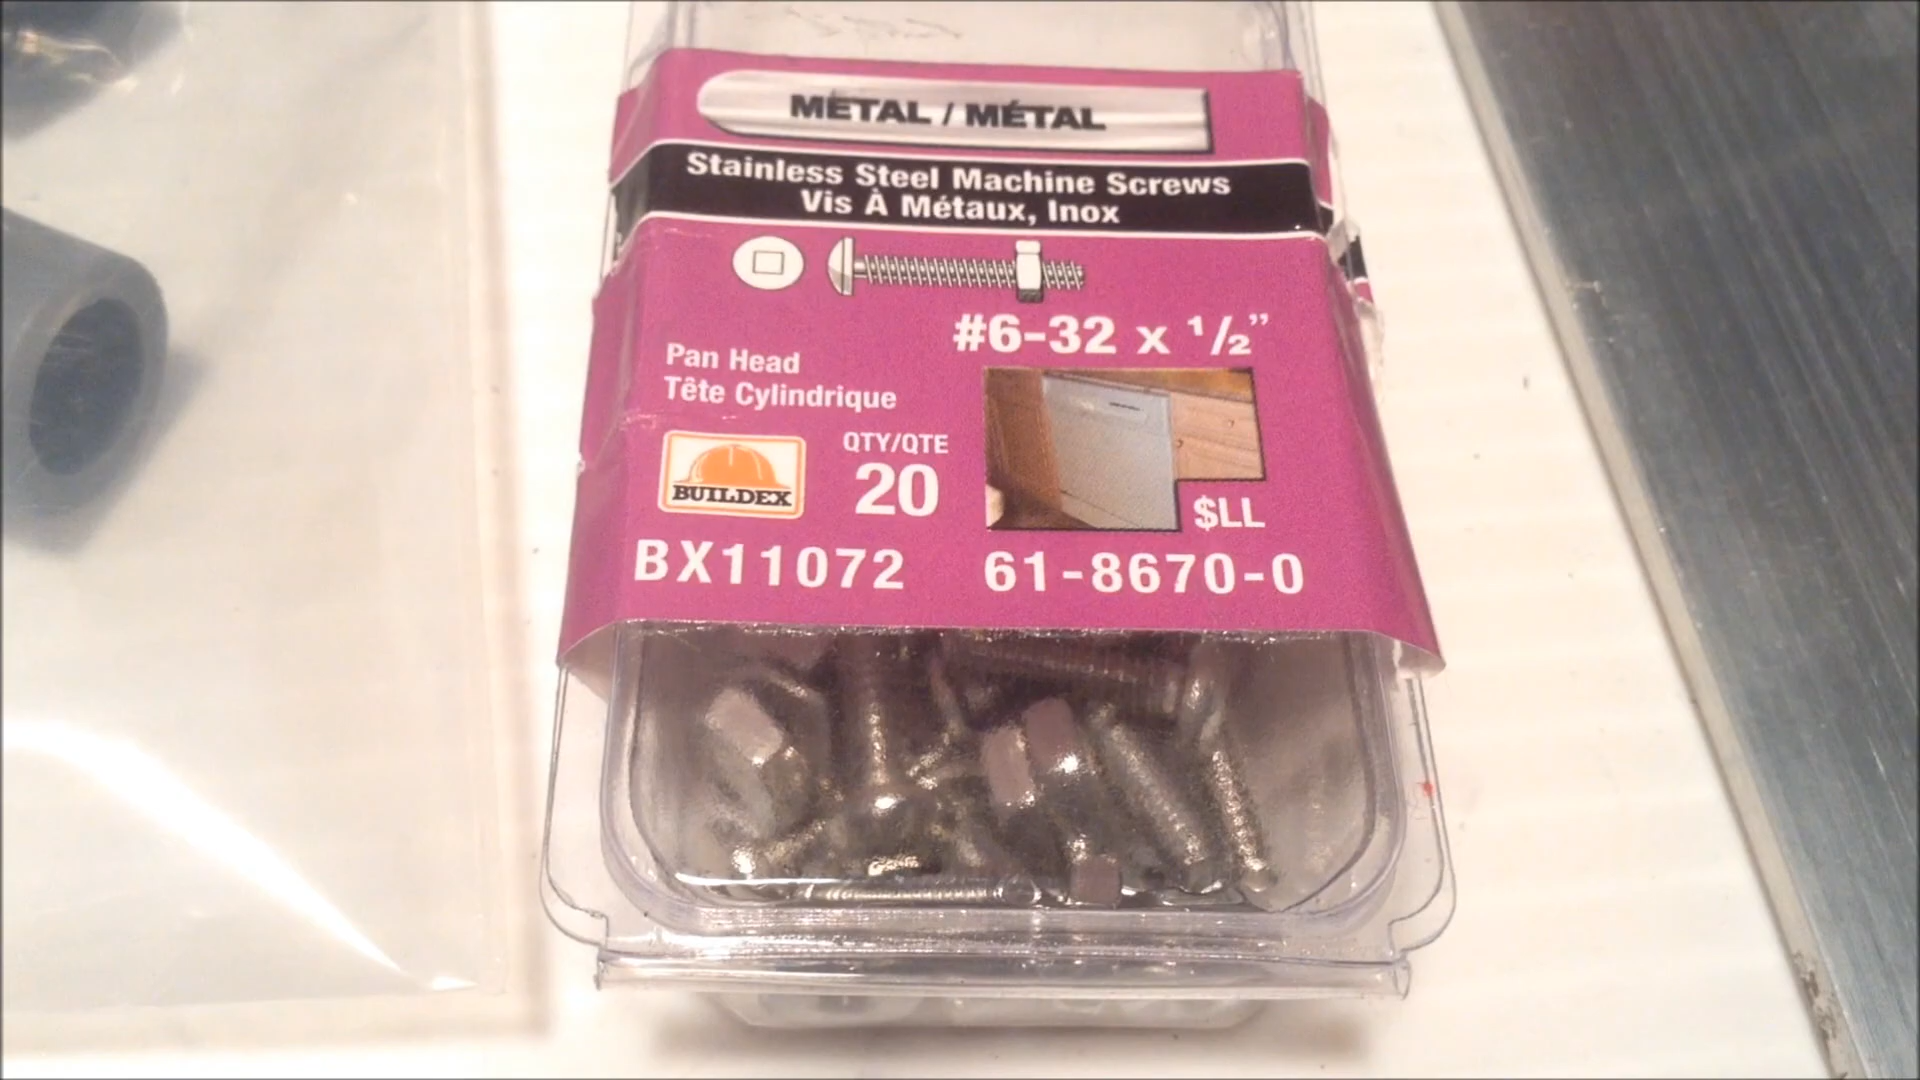 METAL / MÉTAL
Stainless Steel Machine Screws
Vis À Métaux, Inox
#6-32 x 1/2”
Pan Head
Tête Cylindrique
BUILDEX
QTY/QTE
20
$LL
BX11072
61-8670-0